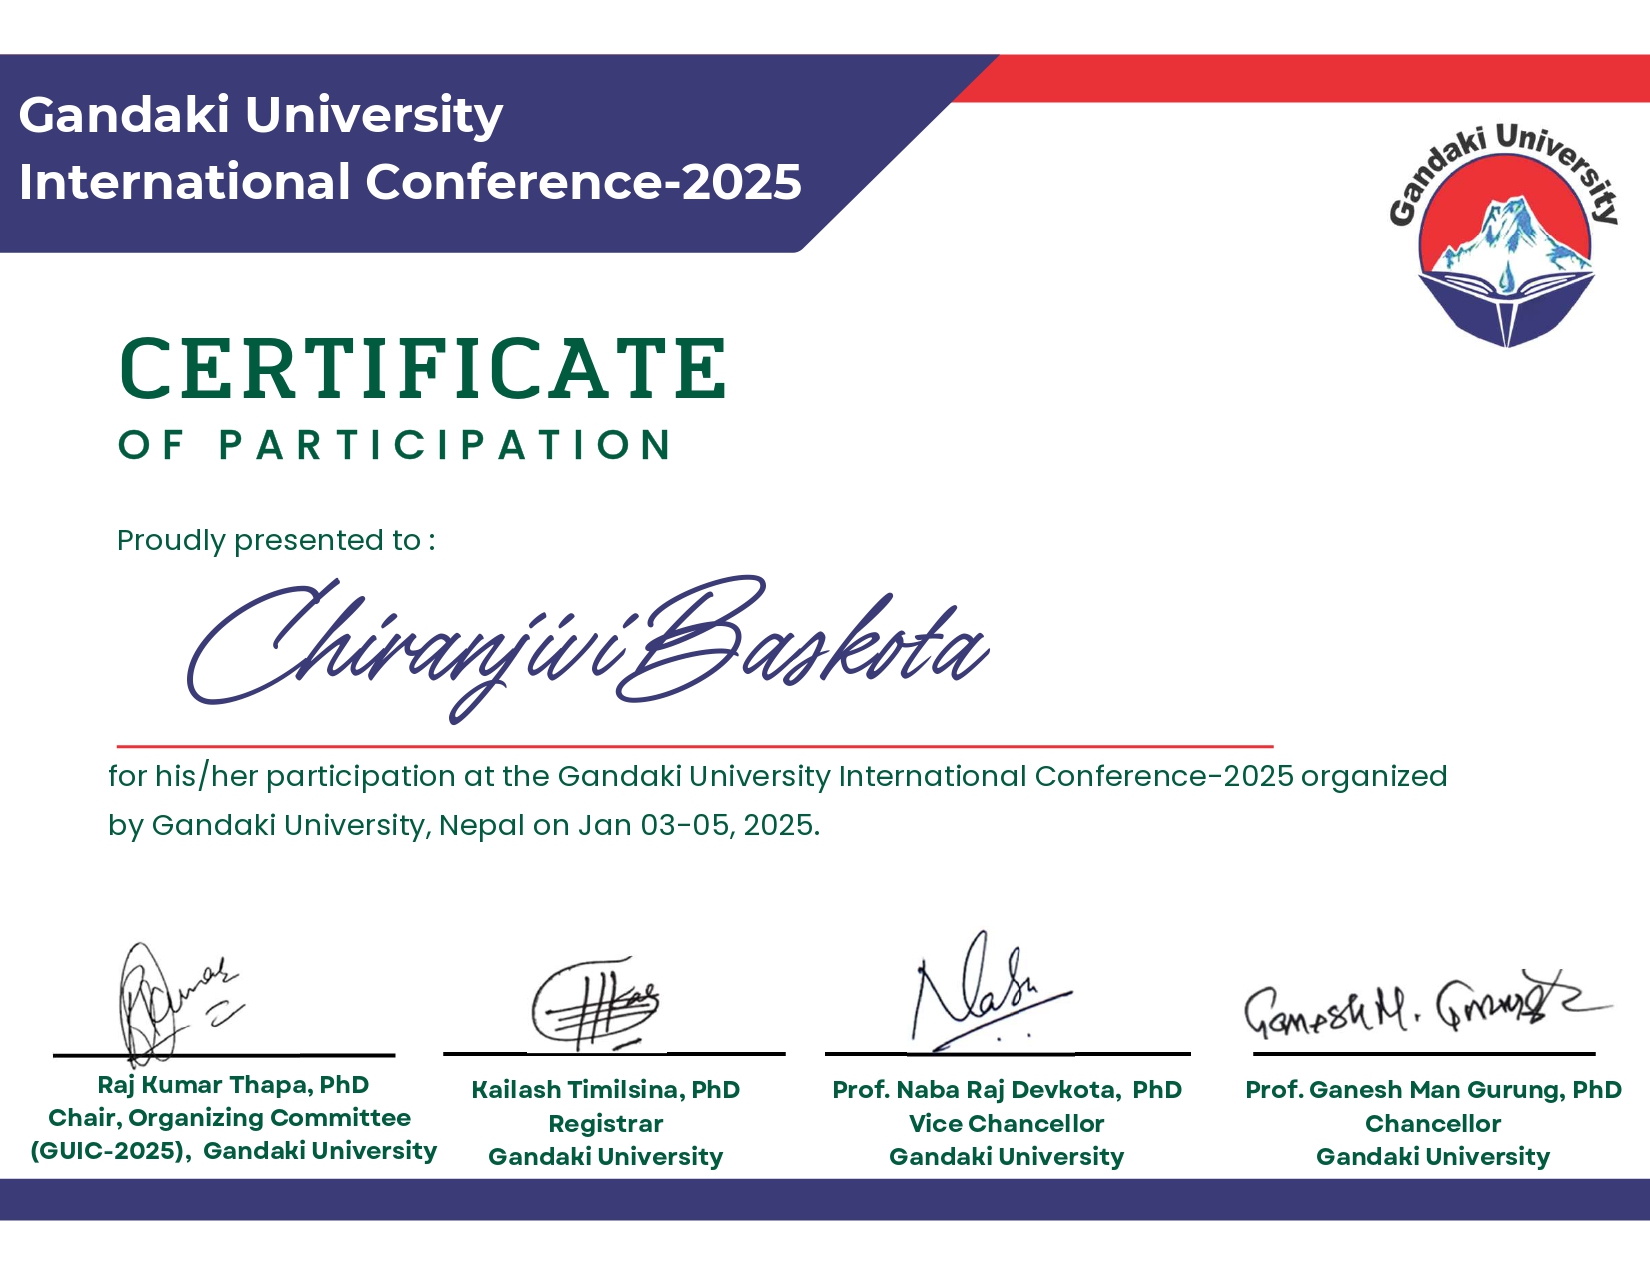 Gandaki University
International Conference-2025
Gandaki University
CERTIFICATE
OF PARTICIPATION
Proudly presented to :
Chiranjivi Baskota
for his/her participation at the Gandaki University International Conference-2025 organized
by Gandaki University, Nepal on Jan 03-05, 2025.
Naba
Ganesh M. Gurung
Raj Kumar Thapa, PhD
Chair, Organizing Committee
(GUIC-2025), Gandaki University
Kailash Timilsina, PhD
Registrar
Gandaki University
Prof. Naba Raj Devkota, PhD
Vice Chancellor
Gandaki University
Prof. Ganesh Man Gurung, PhD
Chancellor
Gandaki University